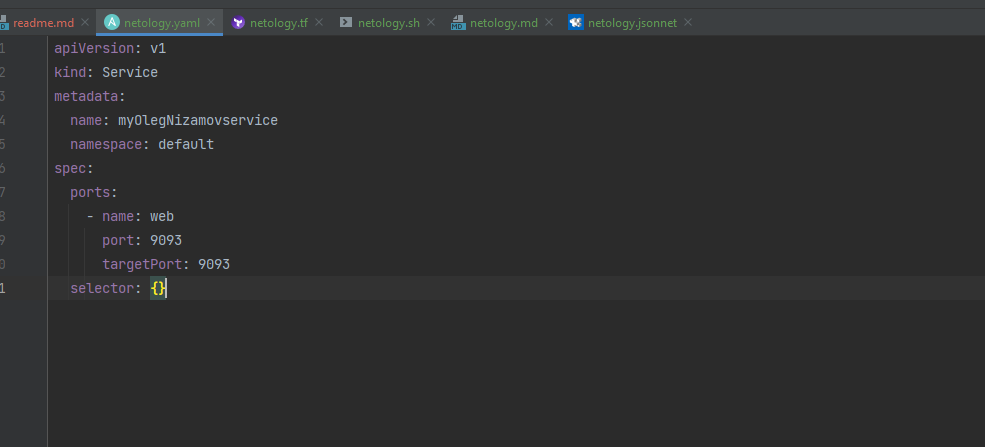 readme.md netology.yaml netology.tf netology.sh netology.md netology.jsonnet
1 apiVersion: v1
2 kind: Service
3 metadata:
4 name: myOlegNizamovservice
5 namespace: default
6 spec:
7 ports:
8 - name: web
9 port: 9093
0 targetPort: 9093
1 selector: {}